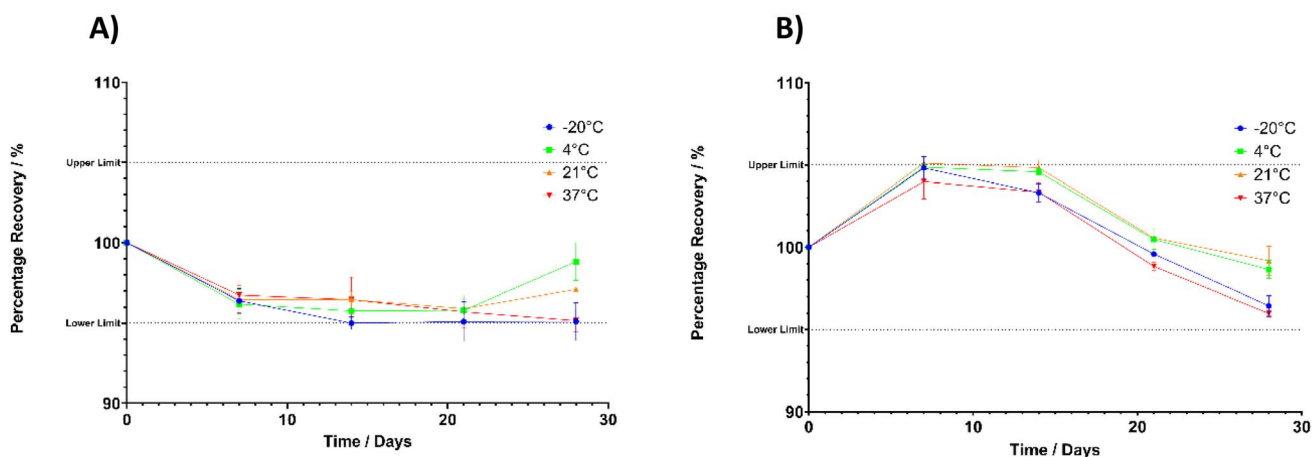 A)
110
Percentage Recovery / %
Upper Limit
100
Lower Limit
90
0
10
20
30
Time / Days
-20°C
4°C
21°C
37°C
B)
110
Percentage Recovery / %
Upper Limit
100
Lower Limit
90
0
10
20
30
Time / Days
-20°C
4°C
21°C
37°C